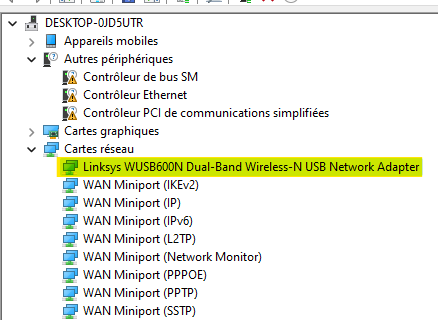 DESKTOP-0JD5UTR
Appareils mobiles
Autres périphériques
Contrôleur de bus SM
Contrôleur Ethernet
Contrôleur PCI de communications simplifiées
Cartes graphiques
Cartes réseau
Linksys WUSB600N Dual-Band Wireless-N USB Network Adapter
WAN Miniport (IKEv2)
WAN Miniport (IP)
WAN Miniport (IPv6)
WAN Miniport (L2TP)
WAN Miniport (Network Monitor)
WAN Miniport (PPPOE)
WAN Miniport (PPTP)
WAN Miniport (SSTP)